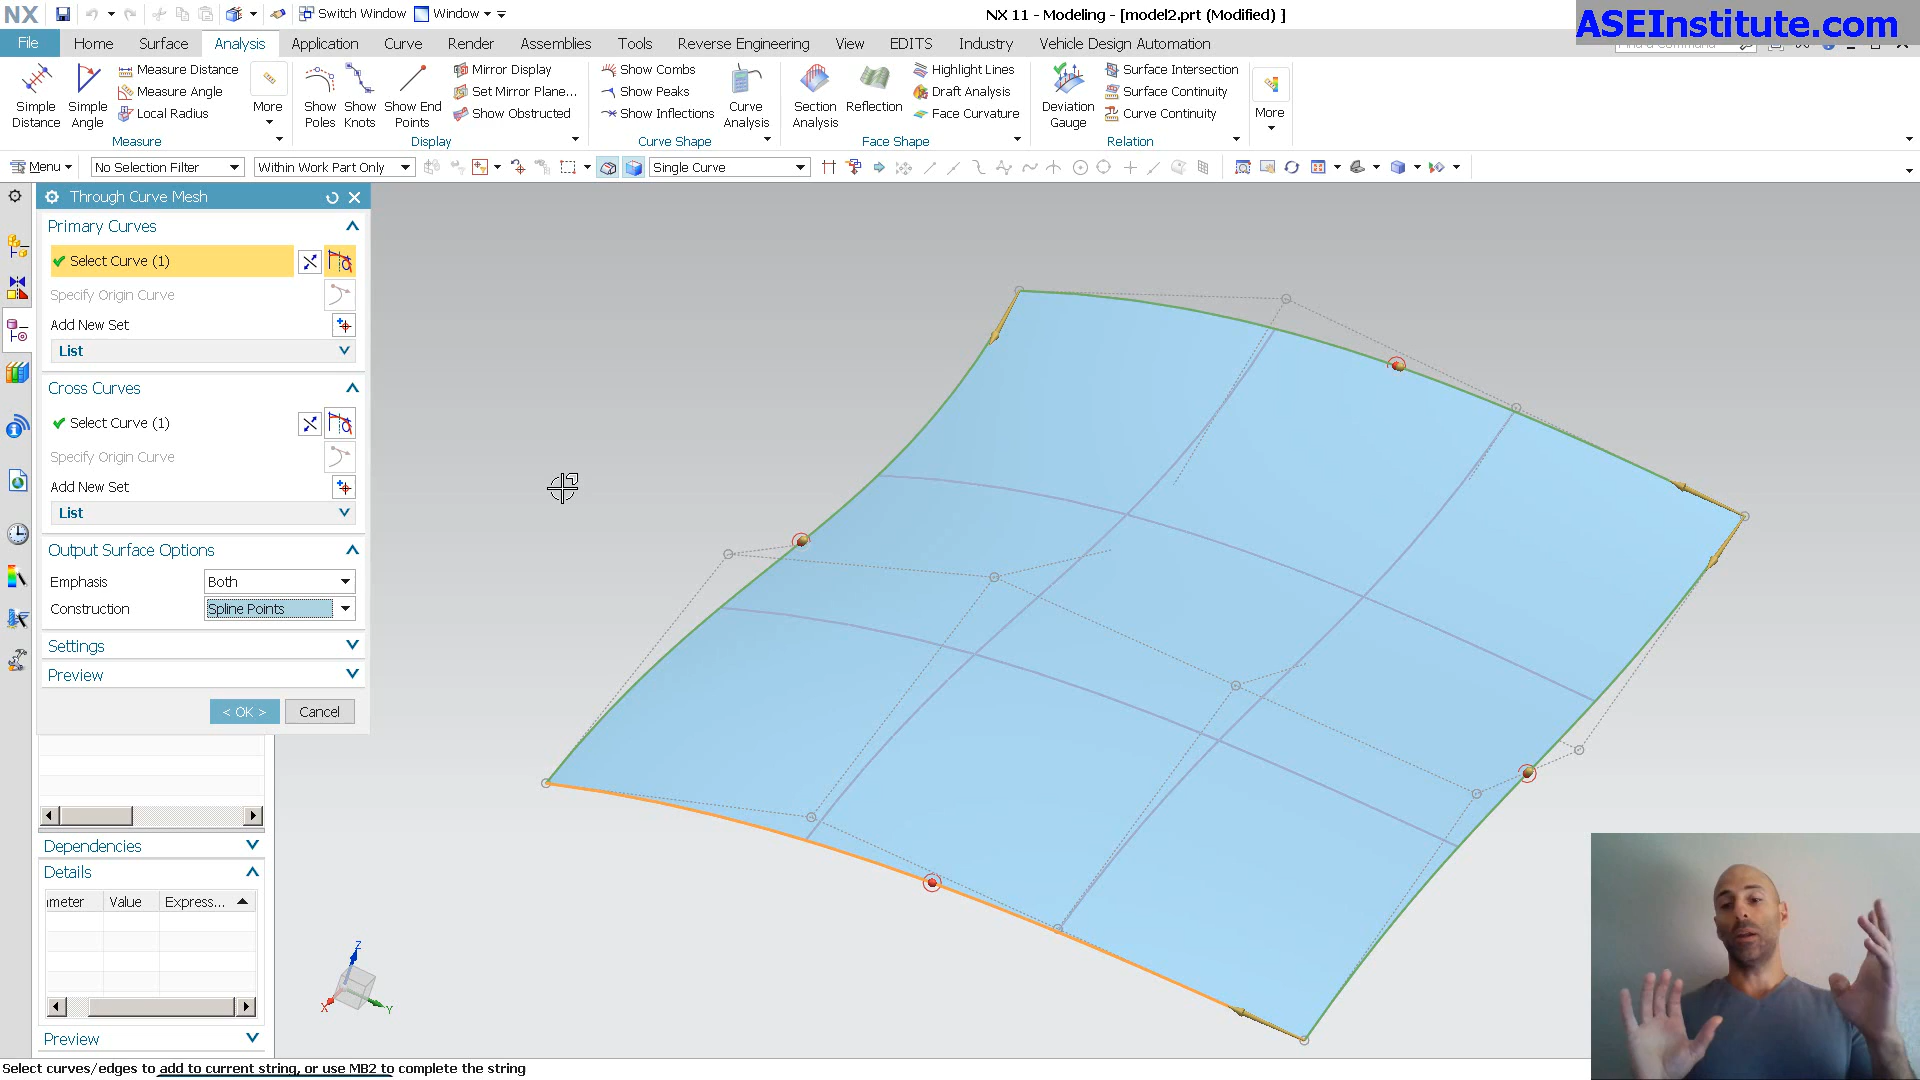 NX
Switch Window
Window
NX 11 - Modeling - [model2.prt (Modified) ]
ASEInstitute.com
File
Home
Surface
Analysis
Application
Curve
Render
Assemblies
Tools
Reverse Engineering
View
EDITS
Industry
Vehicle Design Automation
Simple Distance
Simple Angle
Measure Distance
Measure Angle
Local Radius
More
Measure
Show Poles
Show Knots
Show End Points
Mirror Display
Set Mirror Plane...
Show Obstructed
Display
Show Combs
Show Peaks
Show Inflections
Curve Analysis
Curve Shape
Section Analysis
Reflection
Highlight Lines
Draft Analysis
Face Curvature
Face Shape
Deviation Gauge
Surface Intersection
Surface Continuity
Curve Continuity
Relation
More
Menu
No Selection Filter
Within Work Part Only
Single Curve
Through Curve Mesh
Primary Curves
Select Curve (1)
Specify Origin Curve
Add New Set
List
Cross Curves
Select Curve (1)
Specify Origin Curve
Add New Set
List
Output Surface Options
Emphasis
Both
Construction
Spline Points
Settings
Preview
< OK >
Cancel
Dependencies
Details
Value
Express...
Preview
Z
X
Y
Select curves/edges to add to current string, or use MB2 to complete the string